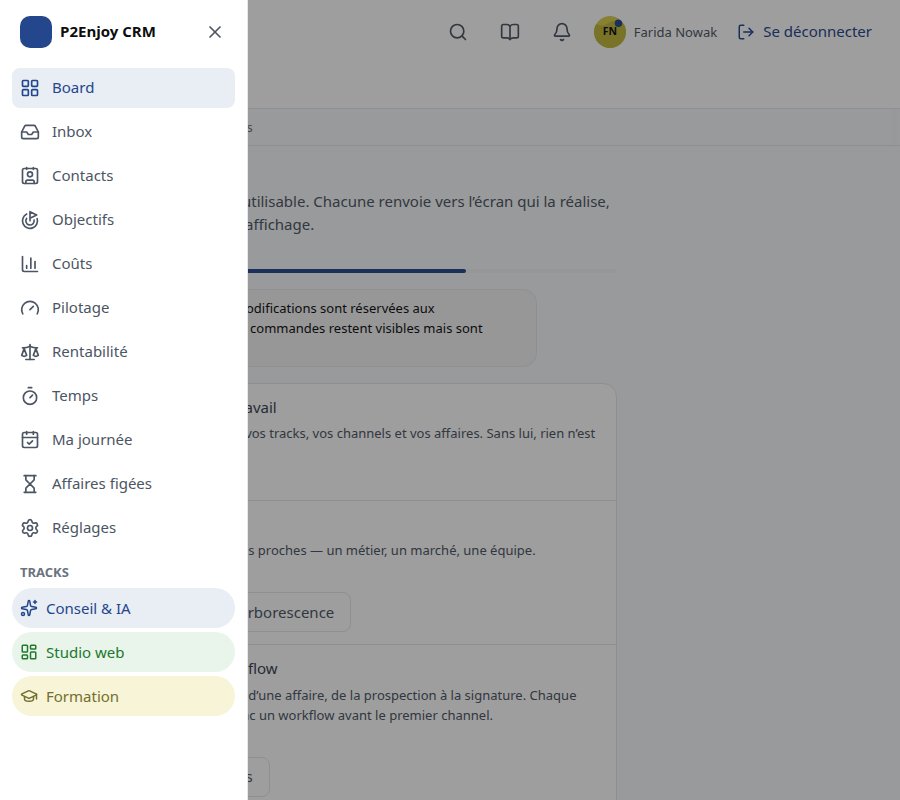 P2Enjoy CRM
FN
Farida Nowak
Se déconnecter
Board
Inbox
Contacts
Objectifs
Coûts
Pilotage
Rentabilité
Temps
Ma journée
Affaires figées
Réglages
TRACKS
Conseil & IA
Studio web
Formation
s
utilisable. Chacune renvoie vers l’écran qui la réalise,
affichage.
odifications sont réservées aux
commandes restent visibles mais sont
avail
vos tracks, vos channels et vos affaires. Sans lui, rien n’est
s proches — un métier, un marché, une équipe.
rborescence
flow
d’une affaire, de la prospection à la signature. Chaque
c un workflow avant le premier channel.
s